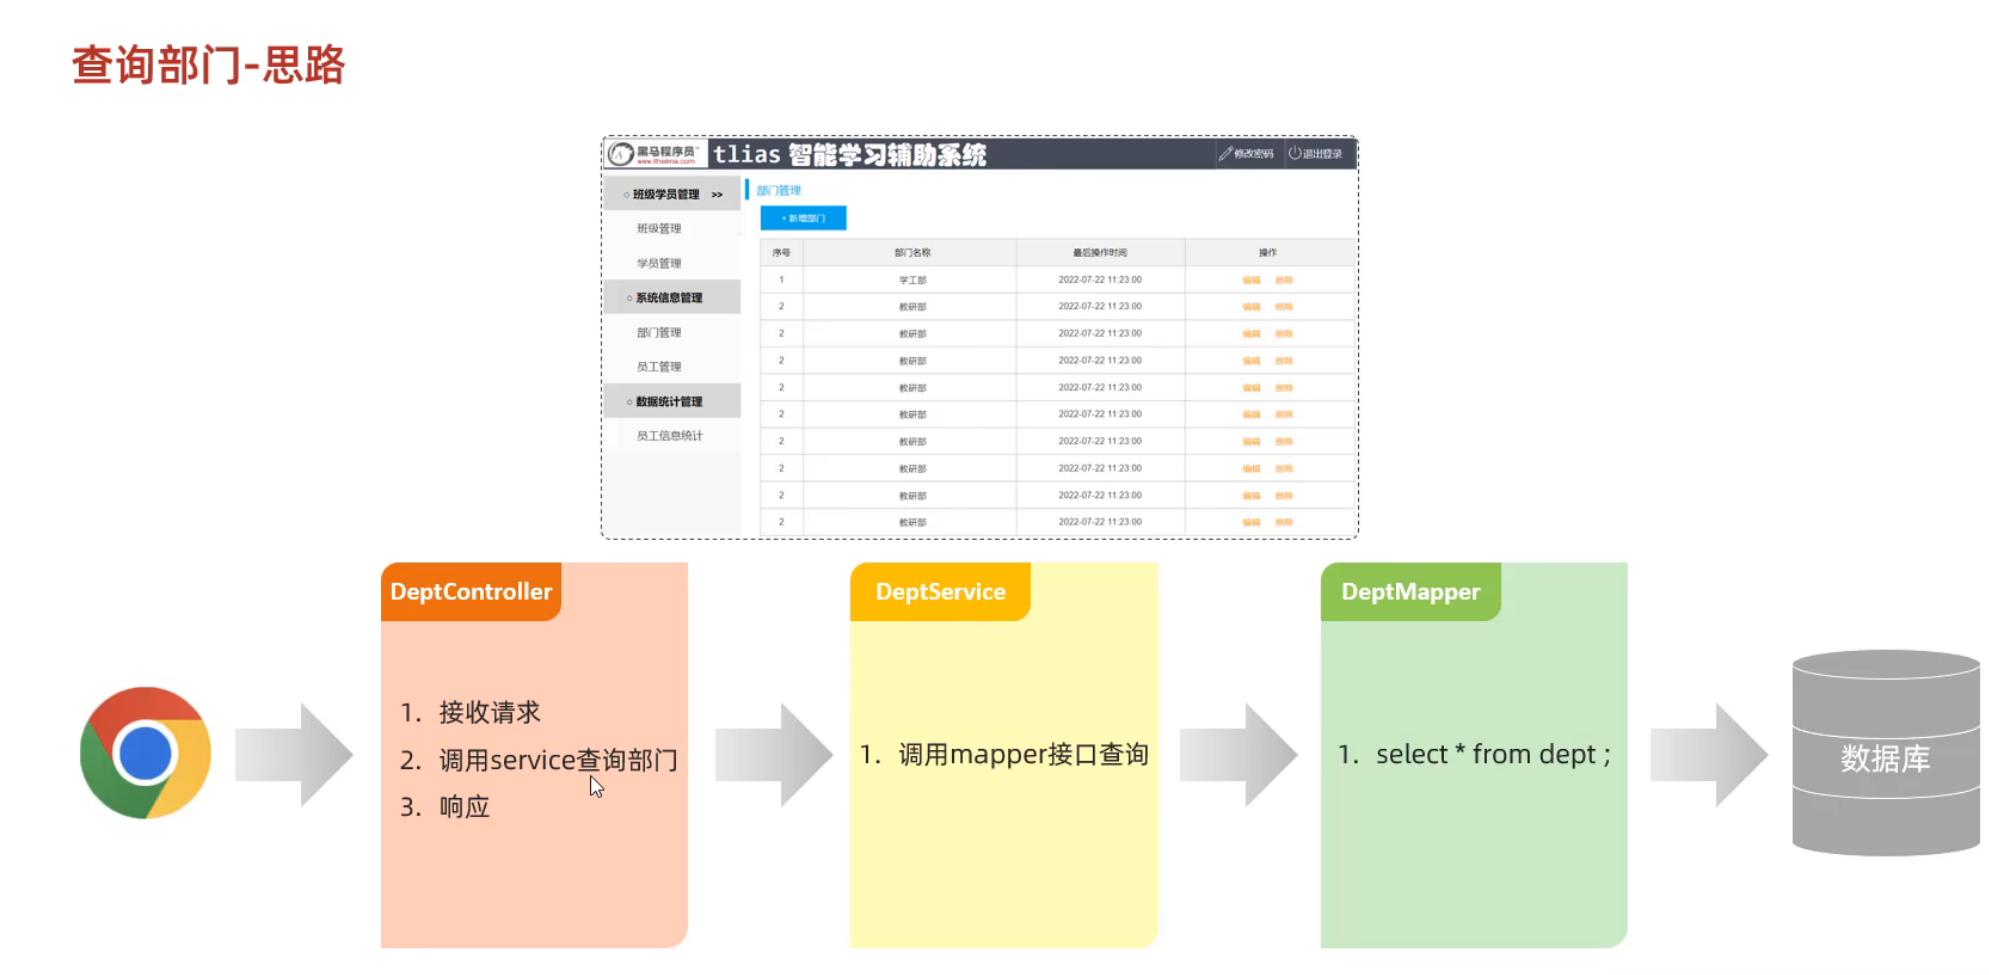 查询部门-思路
黑马程序员
www.itheima.com
tlias 智能学习辅助系统
修改密码
退出登录
班级学员管理 >>
班级管理
学员管理
系统信息管理
部门管理
员工管理
数据统计管理
员工信息统计
部门管理
+ 新增部门
序号 部门名称 最后操作时间 操作
1 学工部 2022-07-22 11:23:00 编辑 删除
2 教研部 2022-07-22 11:23:00 编辑 删除
2 教研部 2022-07-22 11:23:00 编辑 删除
2 教研部 2022-07-22 11:23:00 编辑 删除
2 教研部 2022-07-22 11:23:00 编辑 删除
2 教研部 2022-07-22 11:23:00 编辑 删除
2 教研部 2022-07-22 11:23:00 编辑 删除
2 教研部 2022-07-22 11:23:00 编辑 删除
2 教研部 2022-07-22 11:23:00 编辑 删除
2 教研部 2022-07-22 11:23:00 编辑 删除
DeptController
1. 接收请求
2. 调用service查询部门
3. 响应
DeptService
1. 调用mapper接口查询
DeptMapper
1. select * from dept ;
数据库